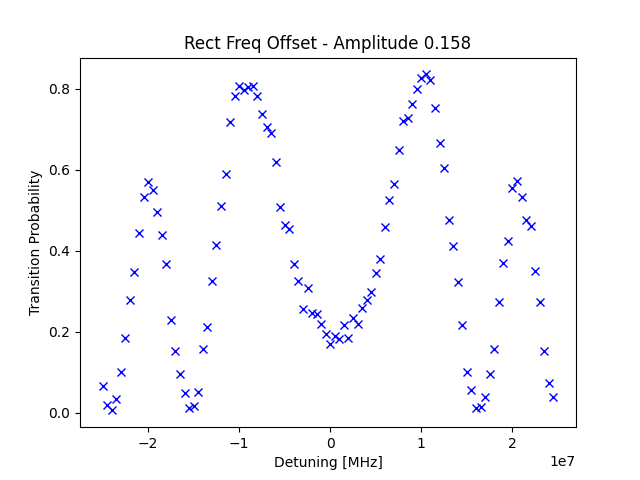 Rect Freq Offset - Amplitude 0.158
Transition Probability
0.8
0.6
0.4
0.2
0.0
−2
−1
0
1
2
1e7
Detuning [MHz]